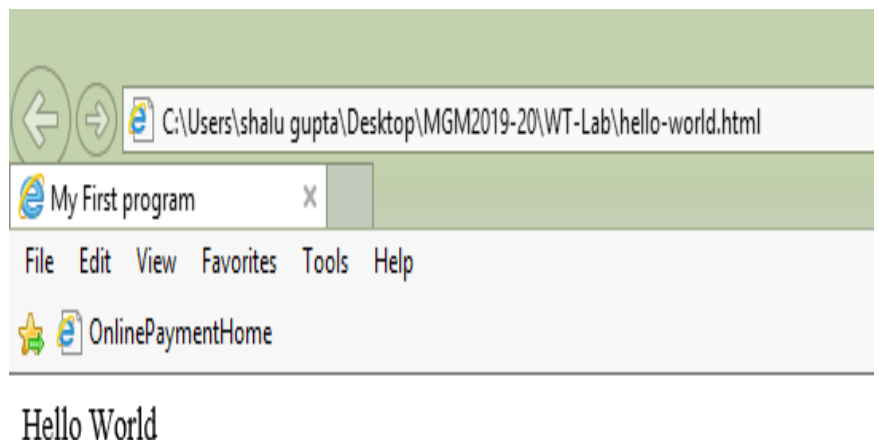 C:\Users\shalu gupta\Desktop\MGM2019-20\WT-Lab\hello-world.html
My First program
File Edit View Favorites Tools Help
OnlinePaymentHome
Hello World